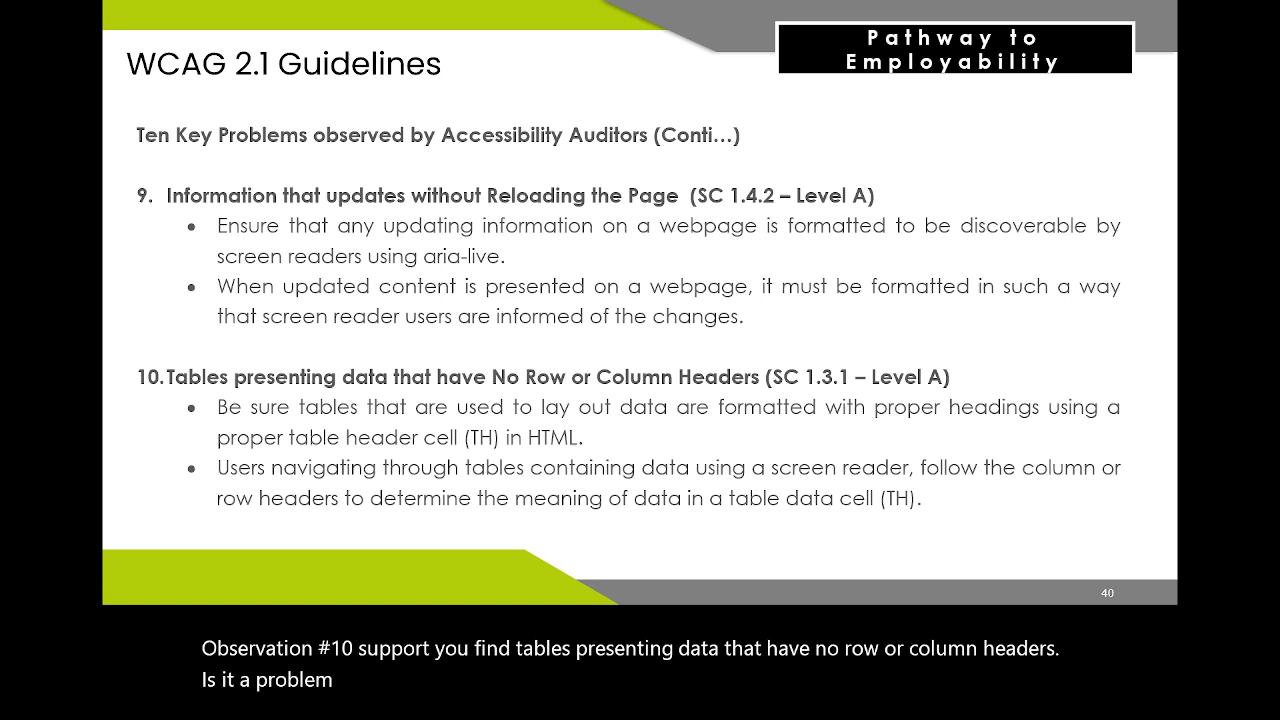 Pathway to
Employability
WCAG 2.1 Guidelines
Ten Key Problems observed by Accessibility Auditors (Conti...)
9. Information that updates without Reloading the Page (SC 1.4.2 – Level A)
• Ensure that any updating information on a webpage is formatted to be discoverable by
screen readers using aria-live.
• When updated content is presented on a webpage, it must be formatted in such a way
that screen reader users are informed of the changes.
10. Tables presenting data that have No Row or Column Headers (SC 1.3.1 – Level A)
• Be sure tables that are used to lay out data are formatted with proper headings using a
proper table header cell (TH) in HTML.
• Users navigating through tables containing data using a screen reader, follow the column or
row headers to determine the meaning of data in a table data cell (TH).
40
Observation #10 support you find tables presenting data that have no row or column headers.
Is it a problem